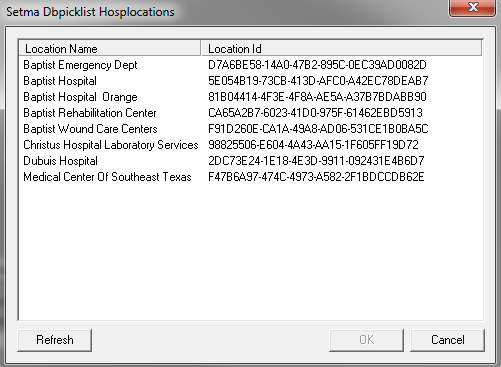 Setma Dbpicklist Hosplocations
Location Name Location Id
Baptist Emergency Dept D7A6BE58-14A0-47B2-895C-0EC39AD0082D
Baptist Hospital 5E054B19-73CB-413D-AFC0-A42EC78DEAB7
Baptist Hospital Orange 81B04414-4F3E-4F8A-AE5A-A37B7BDABB90
Baptist Rehabilitation Center CA65A2B7-6023-41D0-975F-61462EBD5913
Baptist Wound Care Centers F91D260E-CA1A-49A8-AD06-531CE1B0BA5C
Christus Hospital Laboratory Services 98825506-E604-4A43-AA15-1F605FF19D72
Dubuis Hospital 2DC73E24-1E18-4E3D-9911-092431E4B6D7
Medical Center Of Southeast Texas F47B6A97-474C-4973-A582-2F1BDCCDB62E
Refresh OK Cancel